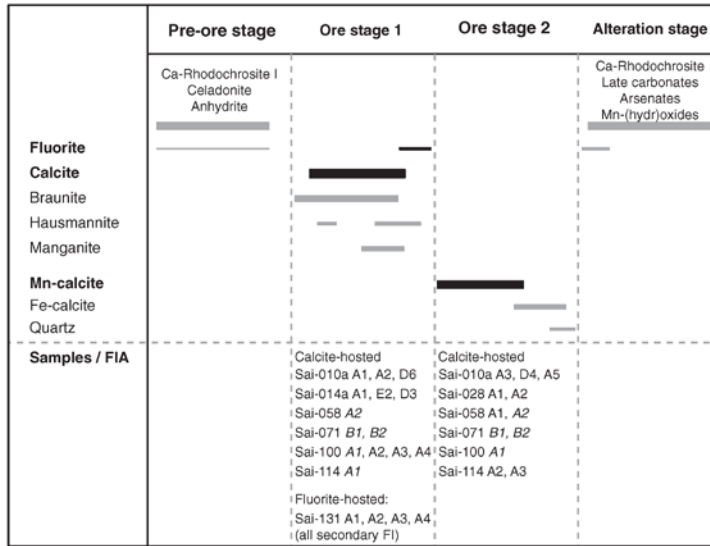 Pre-ore stage
Ore stage 1
Ore stage 2
Alteration stage
Ca-Rhodochrosite I
Celadonite
Anhydrite
Ca-Rhodochrosite
Late carbonates
Arsenates
Mn-(hydr)oxides
Fluorite
Calcite
Braunite
Hausmannite
Manganite
Mn-calcite
Fe-calcite
Quartz
Samples / FIA
Calcite-hosted
Sai-010a A1, A2, D6
Sai-014a A1, E2, D3
Sai-058 A2
Sai-071 B1, B2
Sai-100 A1, A2, A3, A4
Sai-114 A1
Fluorite-hosted:
Sai-131 A1, A2, A3, A4
(all secondary FI)
Calcite-hosted
Sai-010a A3, D4, A5
Sai-028 A1, A2
Sai-058 A1, A2
Sai-071 B1, B2
Sai-100 A1
Sai-114 A2, A3